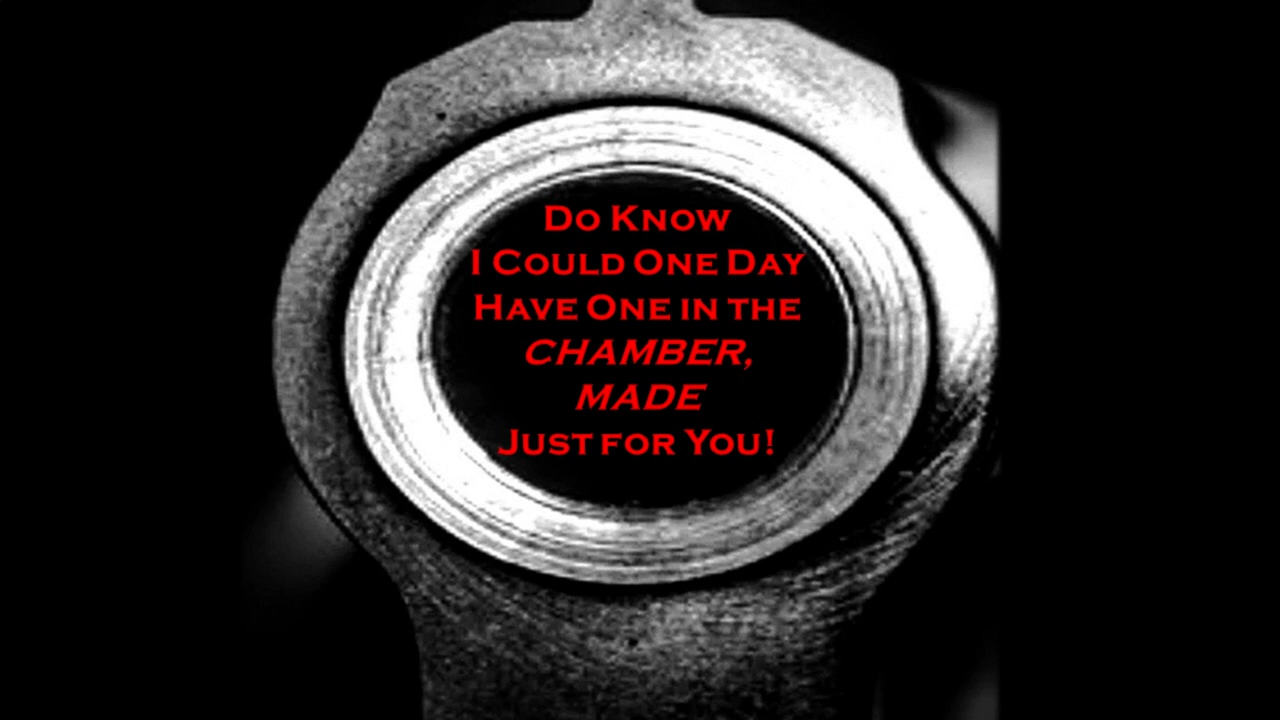 Do Know
I Could One Day
Have One in the
CHAMBER,
MADE
Just for You!